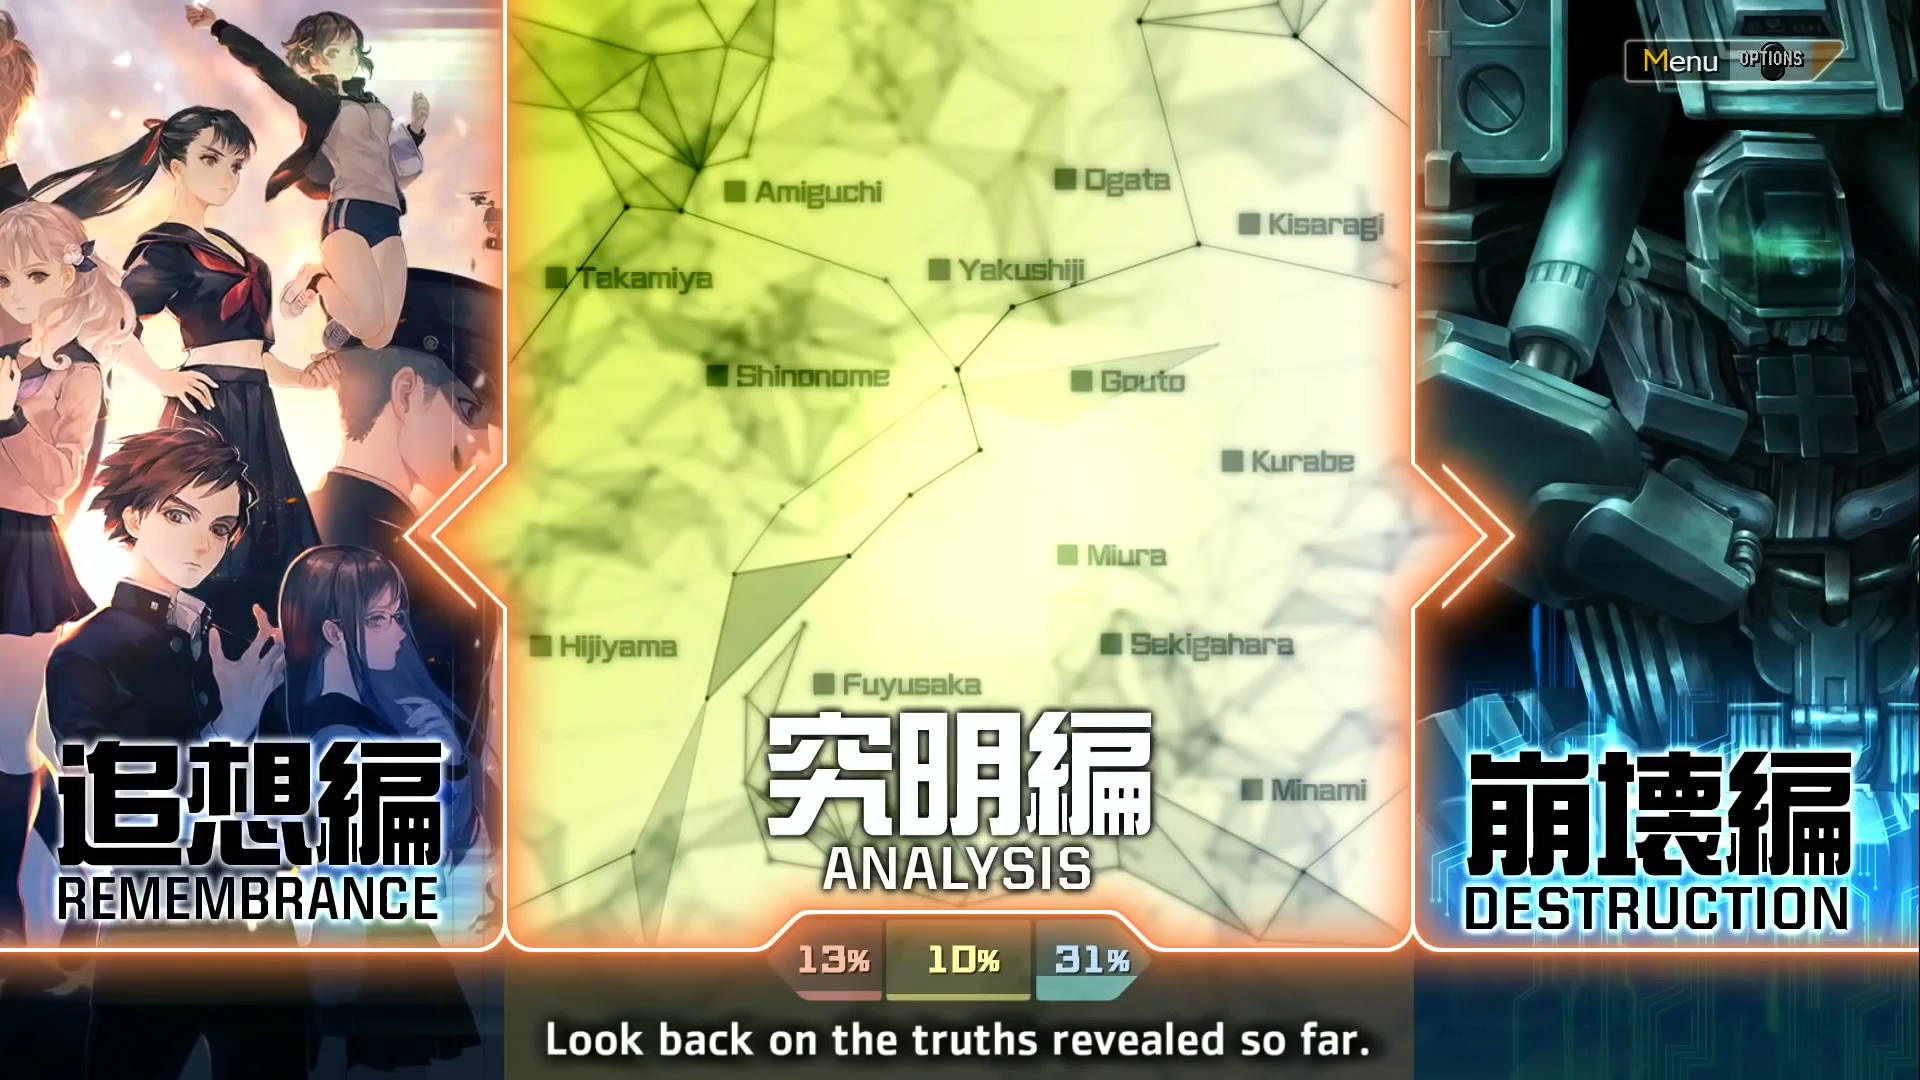 Menu OPTIONS
Amiguchi
Ogata
Kisaragi
Takamiya
Yakushiji
Shinonome
Gouto
Kurabe
Miura
Hijiyama
Sekigahara
Fuyusaka
Minami
追想編
REMEMBRANCE
究明編
ANALYSIS
崩壊編
DESTRUCTION
13% 10% 31%
Look back on the truths revealed so far.